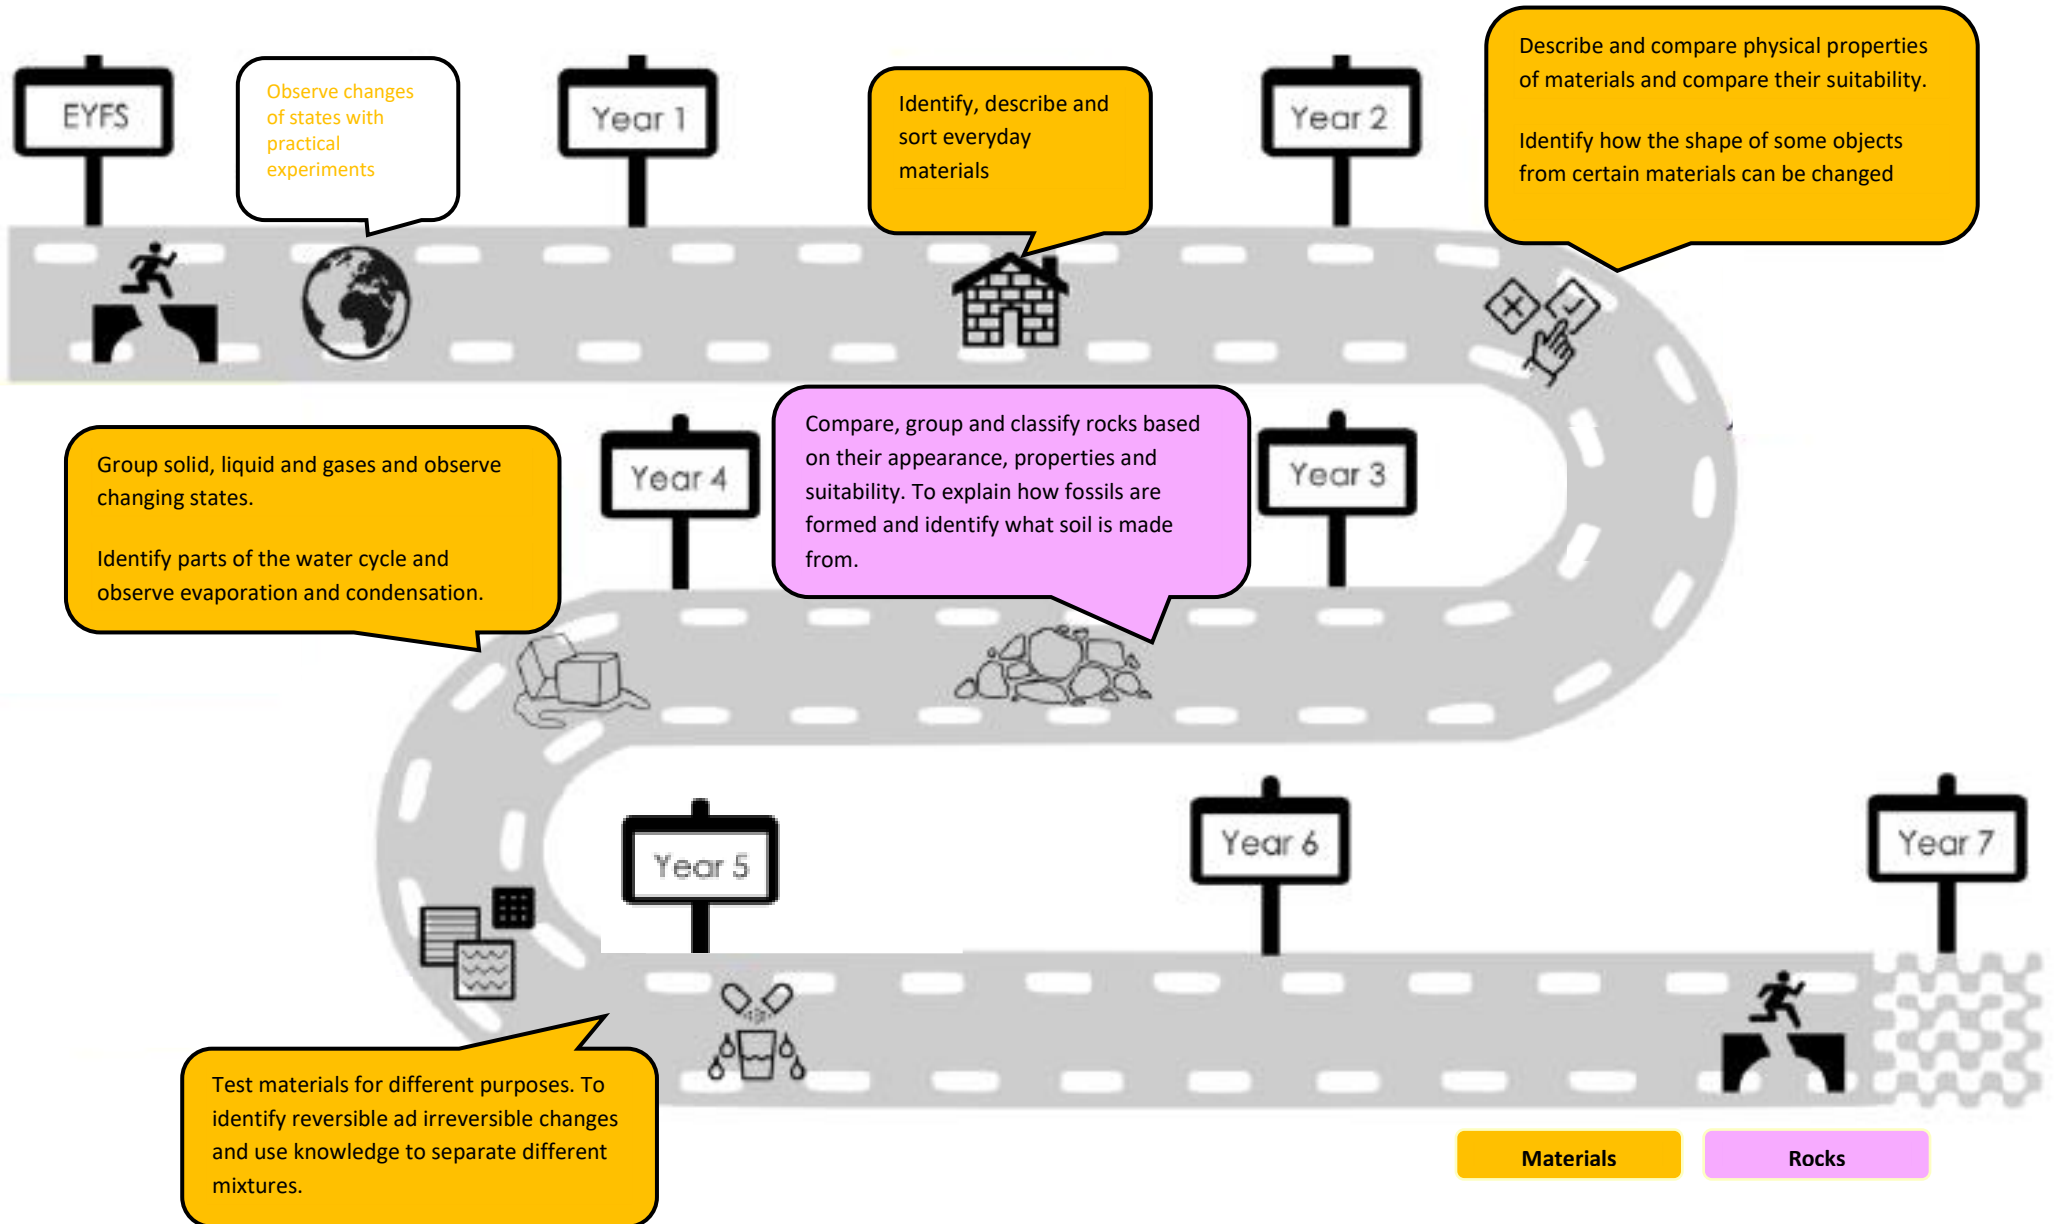 EYFS
Observe changes
of states with
practical
experiments
Year 1
Identify, describe and
sort everyday
materials
Year 2
Describe and compare physical properties
of materials and compare their suitability.
Identify how the shape of some objects
from certain materials can be changed
Year 3
Compare, group and classify rocks based
on their appearance, properties and
suitability. To explain how fossils are
formed and identify what soil is made
from.
Year 4
Group solid, liquid and gases and observe
changing states.
Identify parts of the water cycle and
observe evaporation and condensation.
Year 5
Test materials for different purposes. To
identify reversible ad irreversible changes
and use knowledge to separate different
mixtures.
Year 6
Year 7
Materials
Rocks